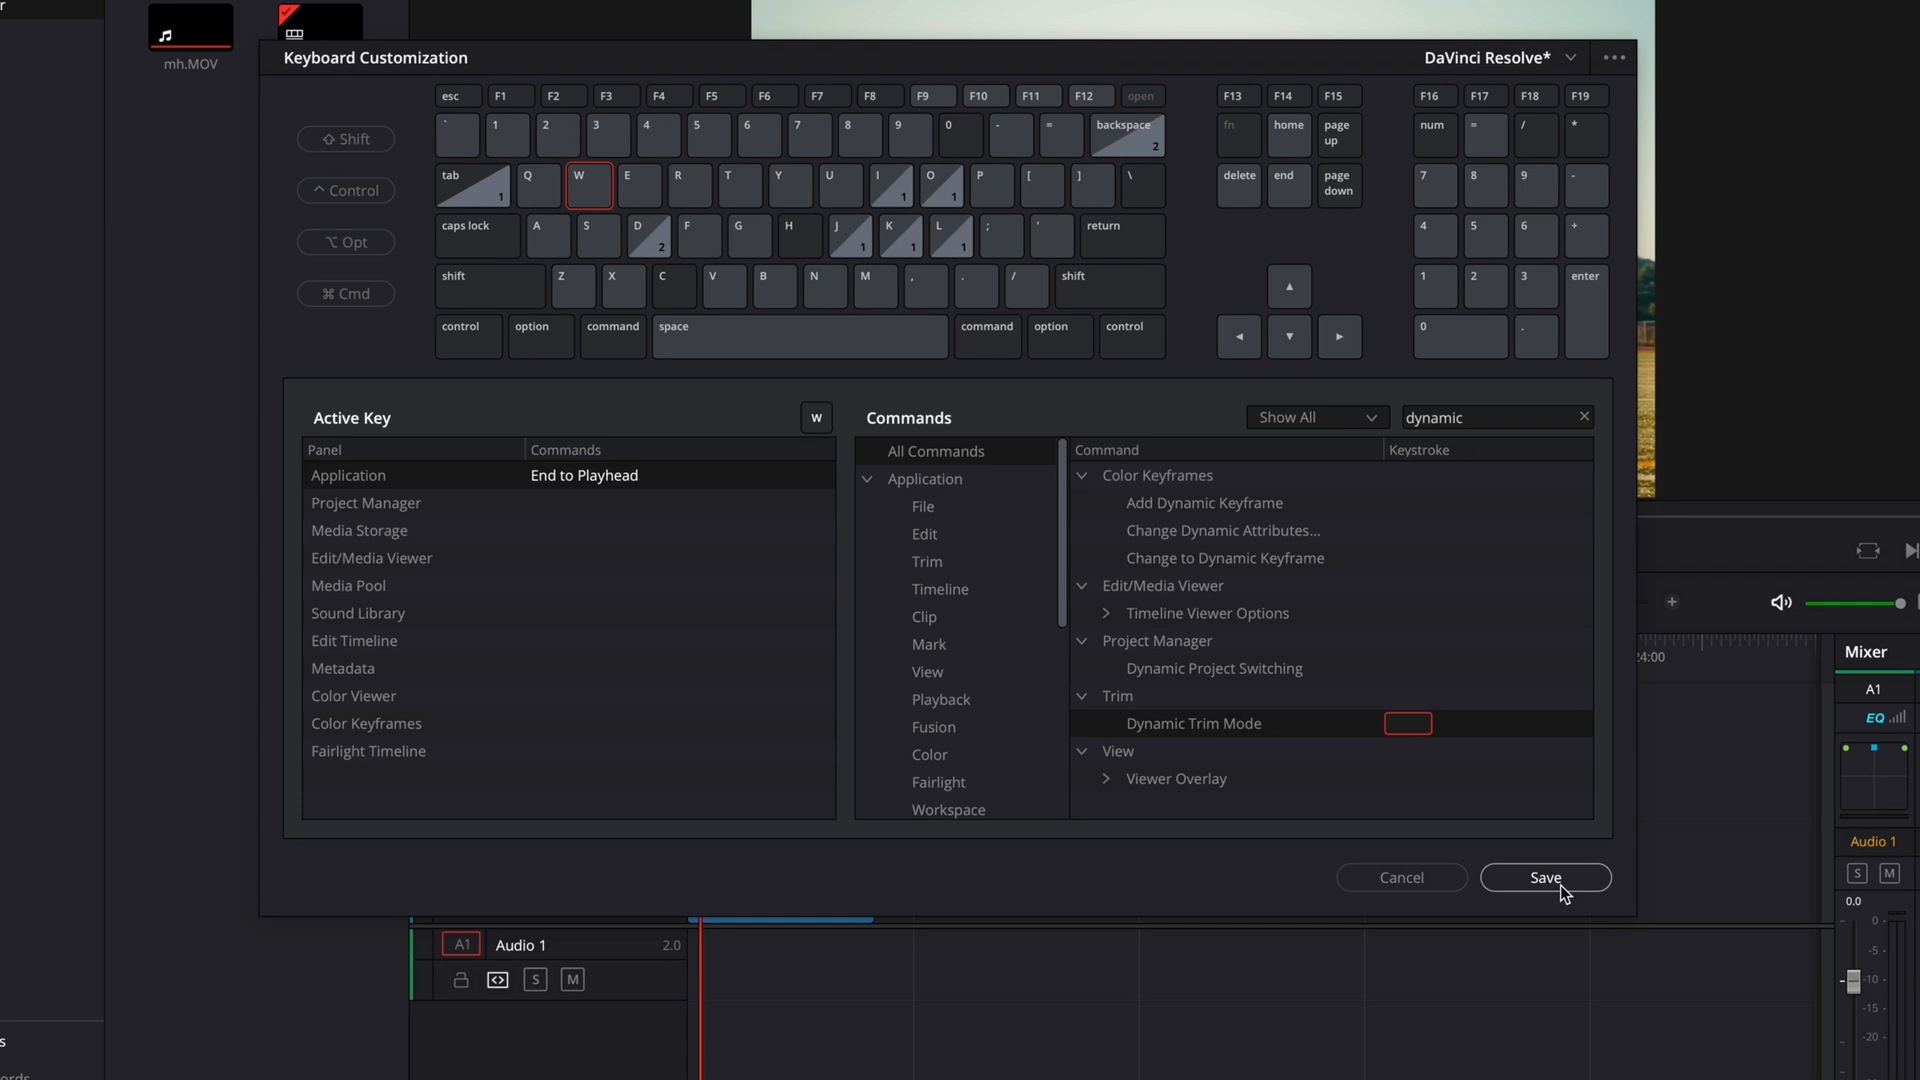 r
mh.MOV
Keyboard Customization
DaVinci Resolve*
esc F1 F2 F3 F4 F5 F6 F7 F8 F9 F10 F11 F12 open F13 F14 F15 F16 F17 F18 F19
Shift
` 1 2 3 4 5 6 7 8 9 0 - = backspace 2 fn home page up num = / *
^ Control
tab 1 Q W E R T Y U I 1 O 1 P [ ] \ delete end page down 7 8 9 -
Opt
caps lock A S D 2 F G H J 1 K 1 L 1 ; ' return 4 5 6 +
⌘ Cmd
shift Z X C V B N M , . / shift 1 2 3 enter
control option command space command option control 0 .
Active Key W
Commands Show All dynamic
Panel Commands
Application End to Playhead
Project Manager
Media Storage
Edit/Media Viewer
Media Pool
Sound Library
Edit Timeline
Metadata
Color Viewer
Color Keyframes
Fairlight Timeline
All Commands
Application
File
Edit
Trim
Timeline
Clip
Mark
View
Playback
Fusion
Color
Fairlight
Workspace
Command Keystroke
Color Keyframes
Add Dynamic Keyframe
Change Dynamic Attributes...
Change to Dynamic Keyframe
Edit/Media Viewer
Timeline Viewer Options
Project Manager
Dynamic Project Switching
Trim
Dynamic Trim Mode
View
Viewer Overlay
Cancel Save
24:00
Mixer
A1
EQ
Audio 1
S M
0.0
0-
-5-
-10-
-15-
-20-
A1 Audio 1 2.0
S M
s